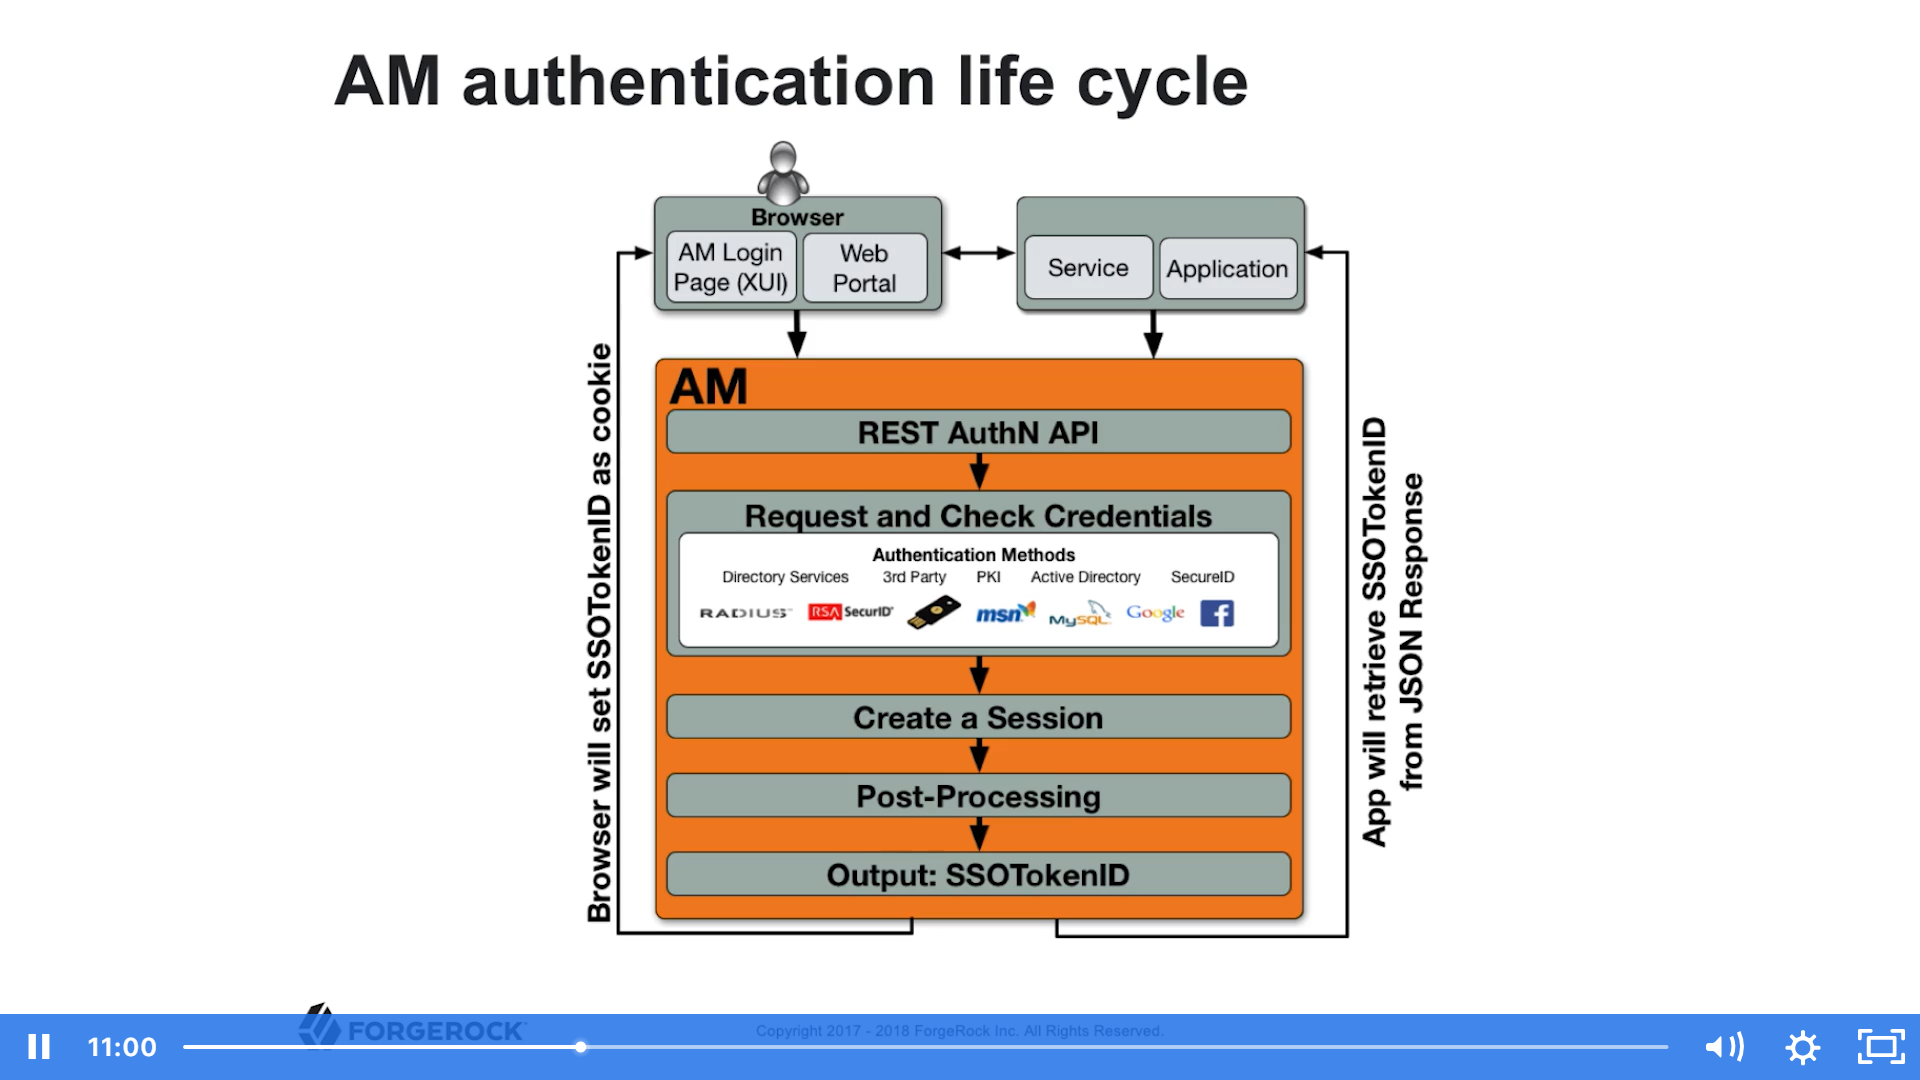 AM authentication life cycle
Browser
AM Login
Page (XUI)
Web
Portal
Service
Application
AM
REST AuthN API
Request and Check Credentials
Authentication Methods
Directory Services 3rd Party PKI Active Directory SecureID
RADIUS RSA SecurID msn MySQL Google f
Create a Session
Post-Processing
Output: SSOTokenID
Browser will set SSOTokenID as cookie
App will retrieve SSOTokenID
from JSON Response
FORGEROCK
Copyright 2017 - 2018 ForgeRock Inc. All Rights Reserved.
11:00